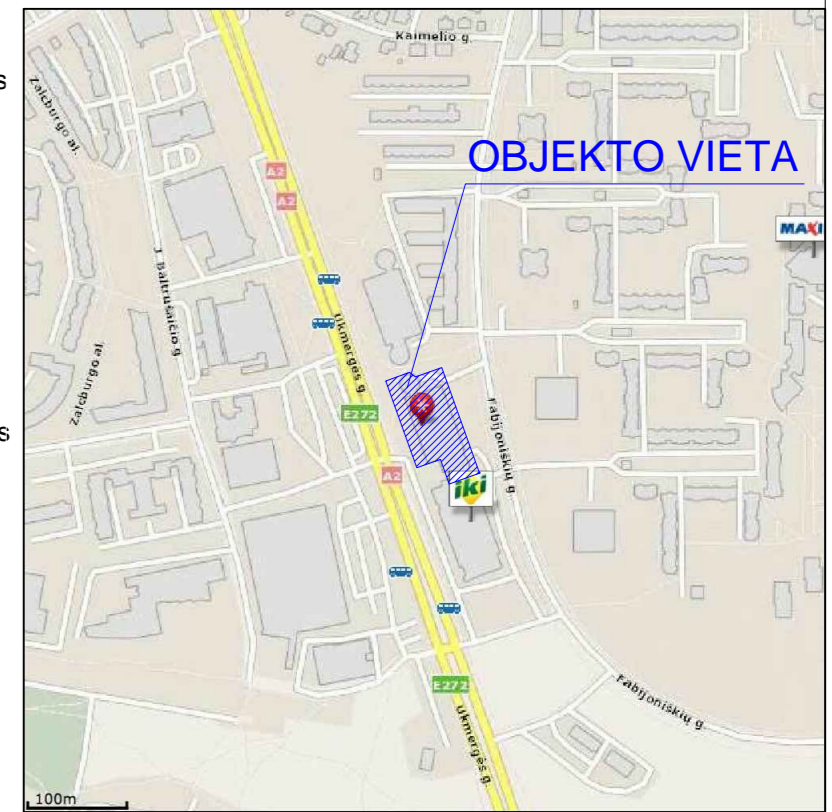 Kaimelio g.
s
Zalcburgo al.
OBJEKTO VIETA
A2
A2
MAXI
J. Baltrušaičio g.
Ukmergės g.
Zalcburgo al.
E272
Fabijoniškių g.
s
A2
iki
E272
Fabijoniškių g.
Ukmergės g.
100m